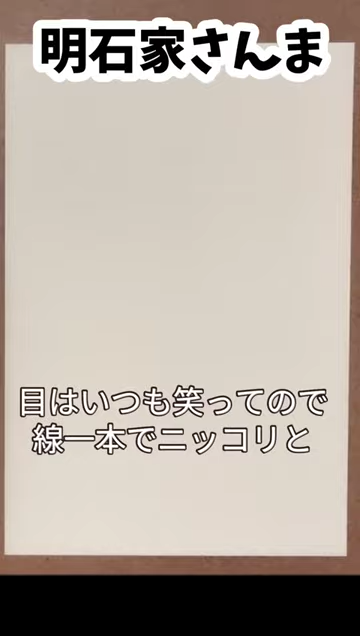 明石家さんま
目はいつも笑ってので
線一本でニッコリと